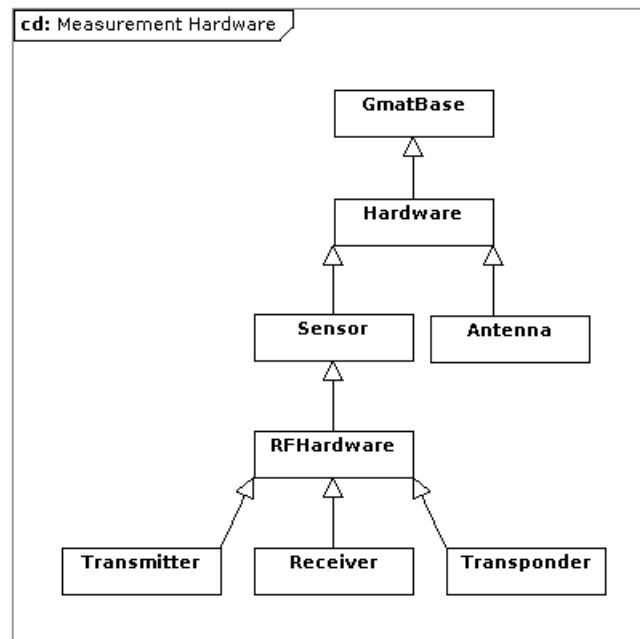 cd: Measurement Hardware
GmatBase
Hardware
Sensor
Antenna
RFHardware
Transmitter
Receiver
Transponder